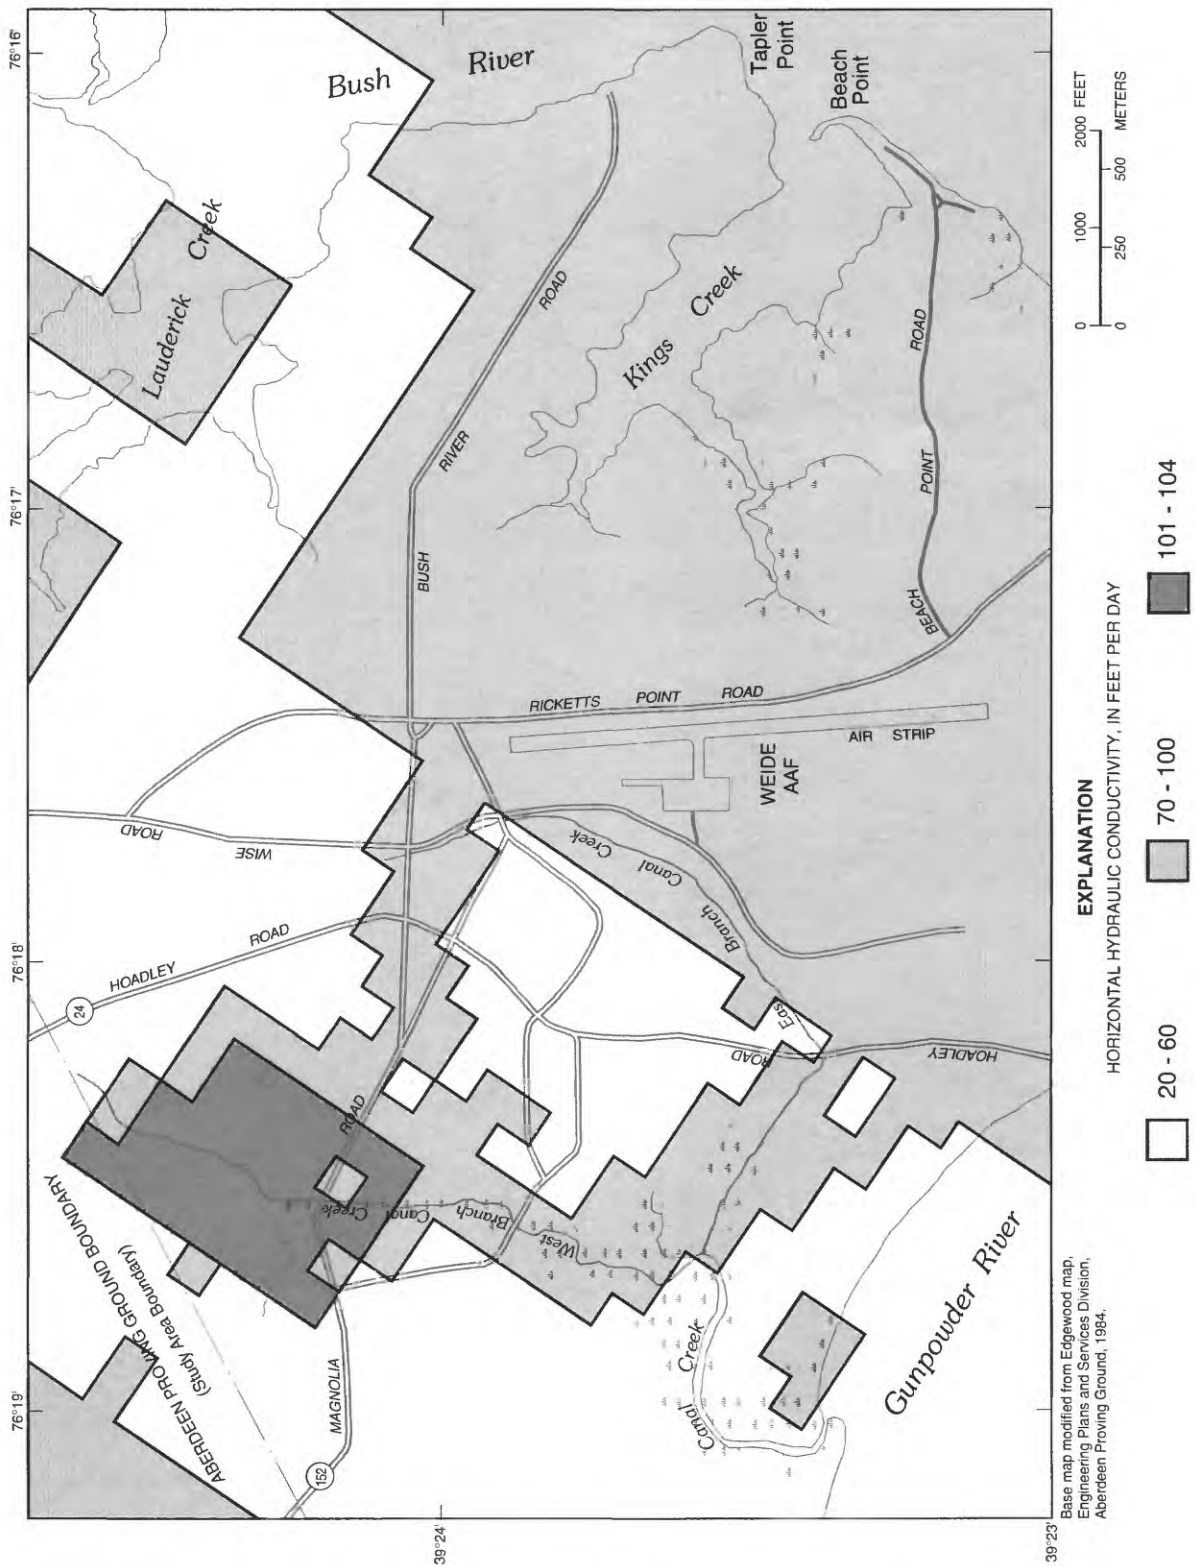 76°19'
76°18'
76°17'
76°16'
39°24'
39°23'
ABERDEEN PROVING GROUND BOUNDARY
(Study Area Boundary)
152
MAGNOLIA
ROAD
24
HOADLEY
ROAD
WISE
ROAD
Lauderick
Creek
Bush
River
BUSH
RIVER
ROAD
West
Branch
Canal
Creek
Eas
Branch
Canal
Creek
RICKETTS
POINT
ROAD
AIR STRIP
WEIDE
AAF
Kings
Creek
Tapler
Point
Beach
Point
BEACH
POINT
ROAD
ROAD
HOADLEY
Canal
Creek
Gunpowder River
Base map modified from Edgewood map,
Engineering Plans and Services Division,
Aberdeen Proving Ground, 1984.
0 1000 2000 FEET
0 250 500 METERS
EXPLANATION
HORIZONTAL HYDRAULIC CONDUCTIVITY, IN FEET PER DAY
20 - 60
70 - 100
101 - 104